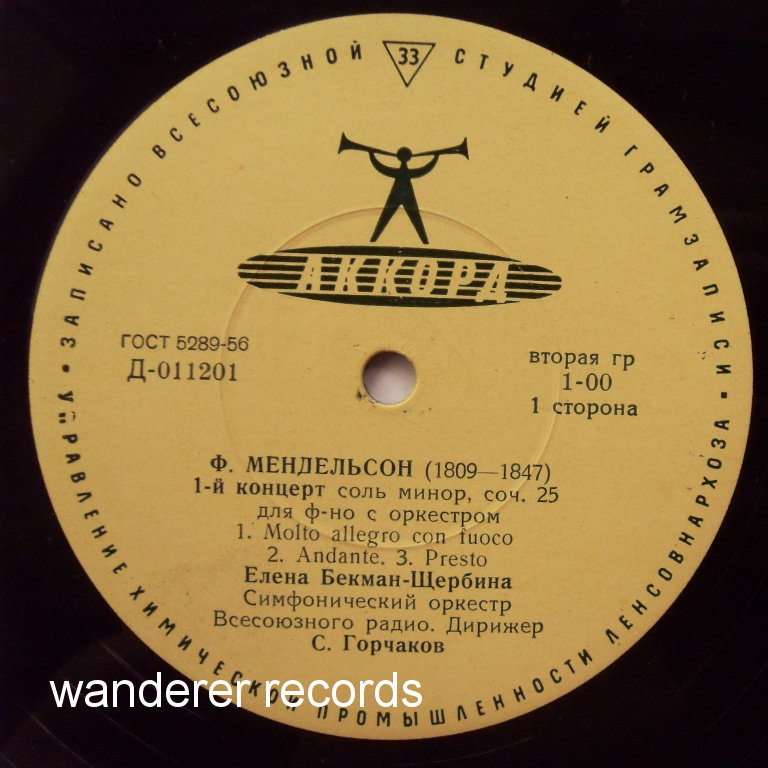 ЗАПИСАНО ВСЕСОЮЗНОЙ СТУДИЕЙ ГРАМЗАПИСИ
33
АККОРД
ГОСТ 5289-56
Д-011201
вторая гр
1-00
1 сторона
Ф. МЕНДЕЛЬСОН (1809—1847)
1-й концерт соль минор, соч. 25
для ф-но с оркестром
1. Molto allegro con fuoco
2. Andante. 3. Presto
Елена Бекман-Щербина
Симфонический оркестр
Всесоюзного радио. Дирижер
С. Горчаков
УПРАВЛЕНИЕ ХИМИЧЕСКОЙ ПРОМЫШЛЕННОСТИ ЛЕНСОВНАРХОЗА
wanderer records